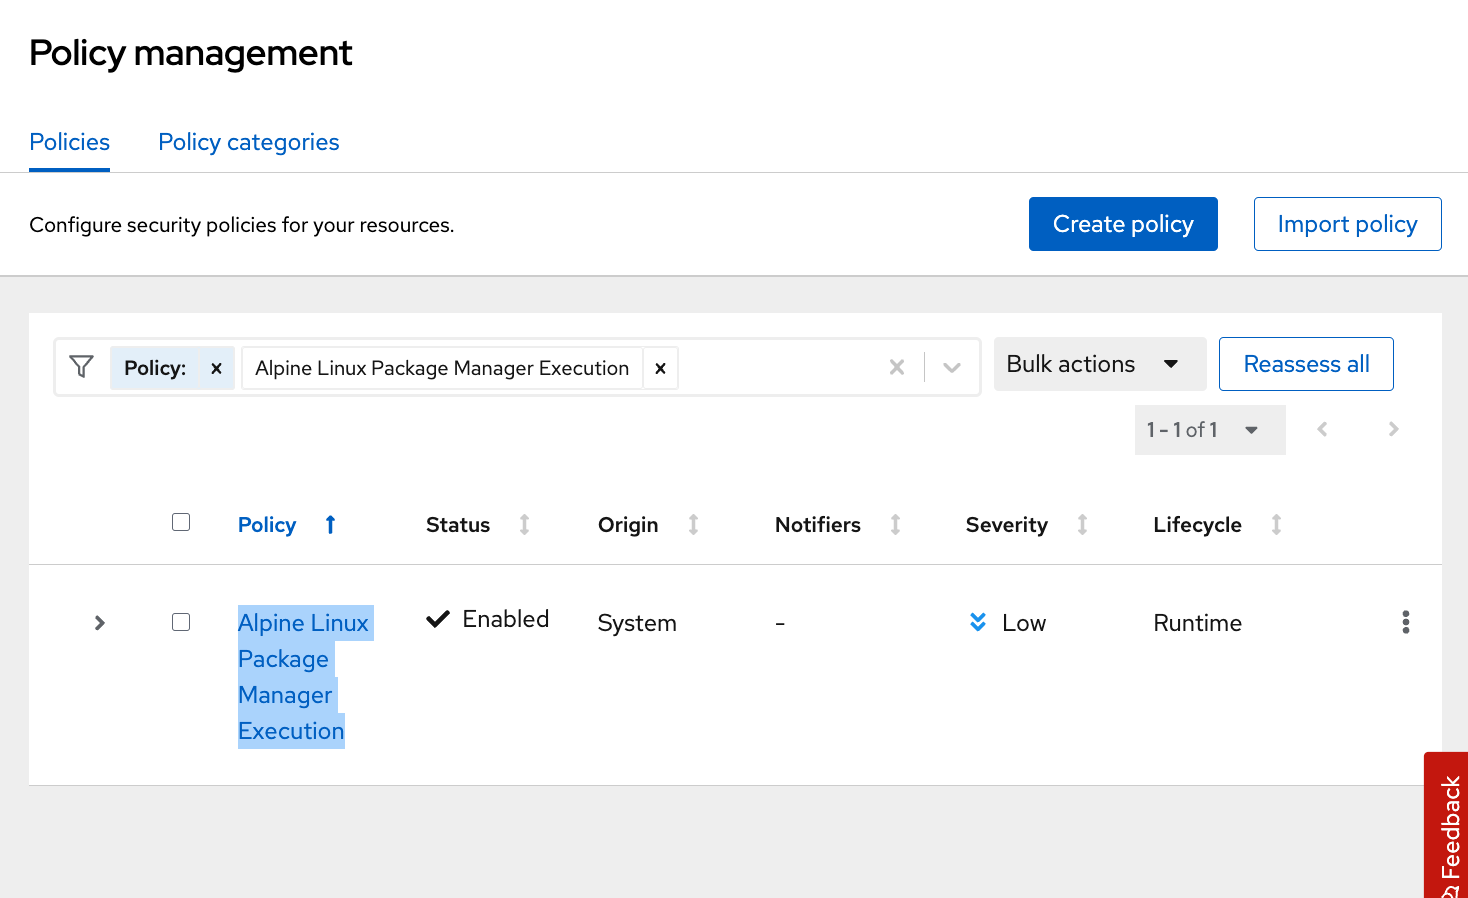 Policy management
Policies Policy categories
Configure security policies for your resources. Create policy Import policy
Policy: Alpine Linux Package Manager Execution Bulk actions Reassess all
1 - 1 of 1
Policy Status Origin Notifiers Severity Lifecycle
Alpine Linux Enabled System - Low Runtime
Package
Manager
Execution
Feedback